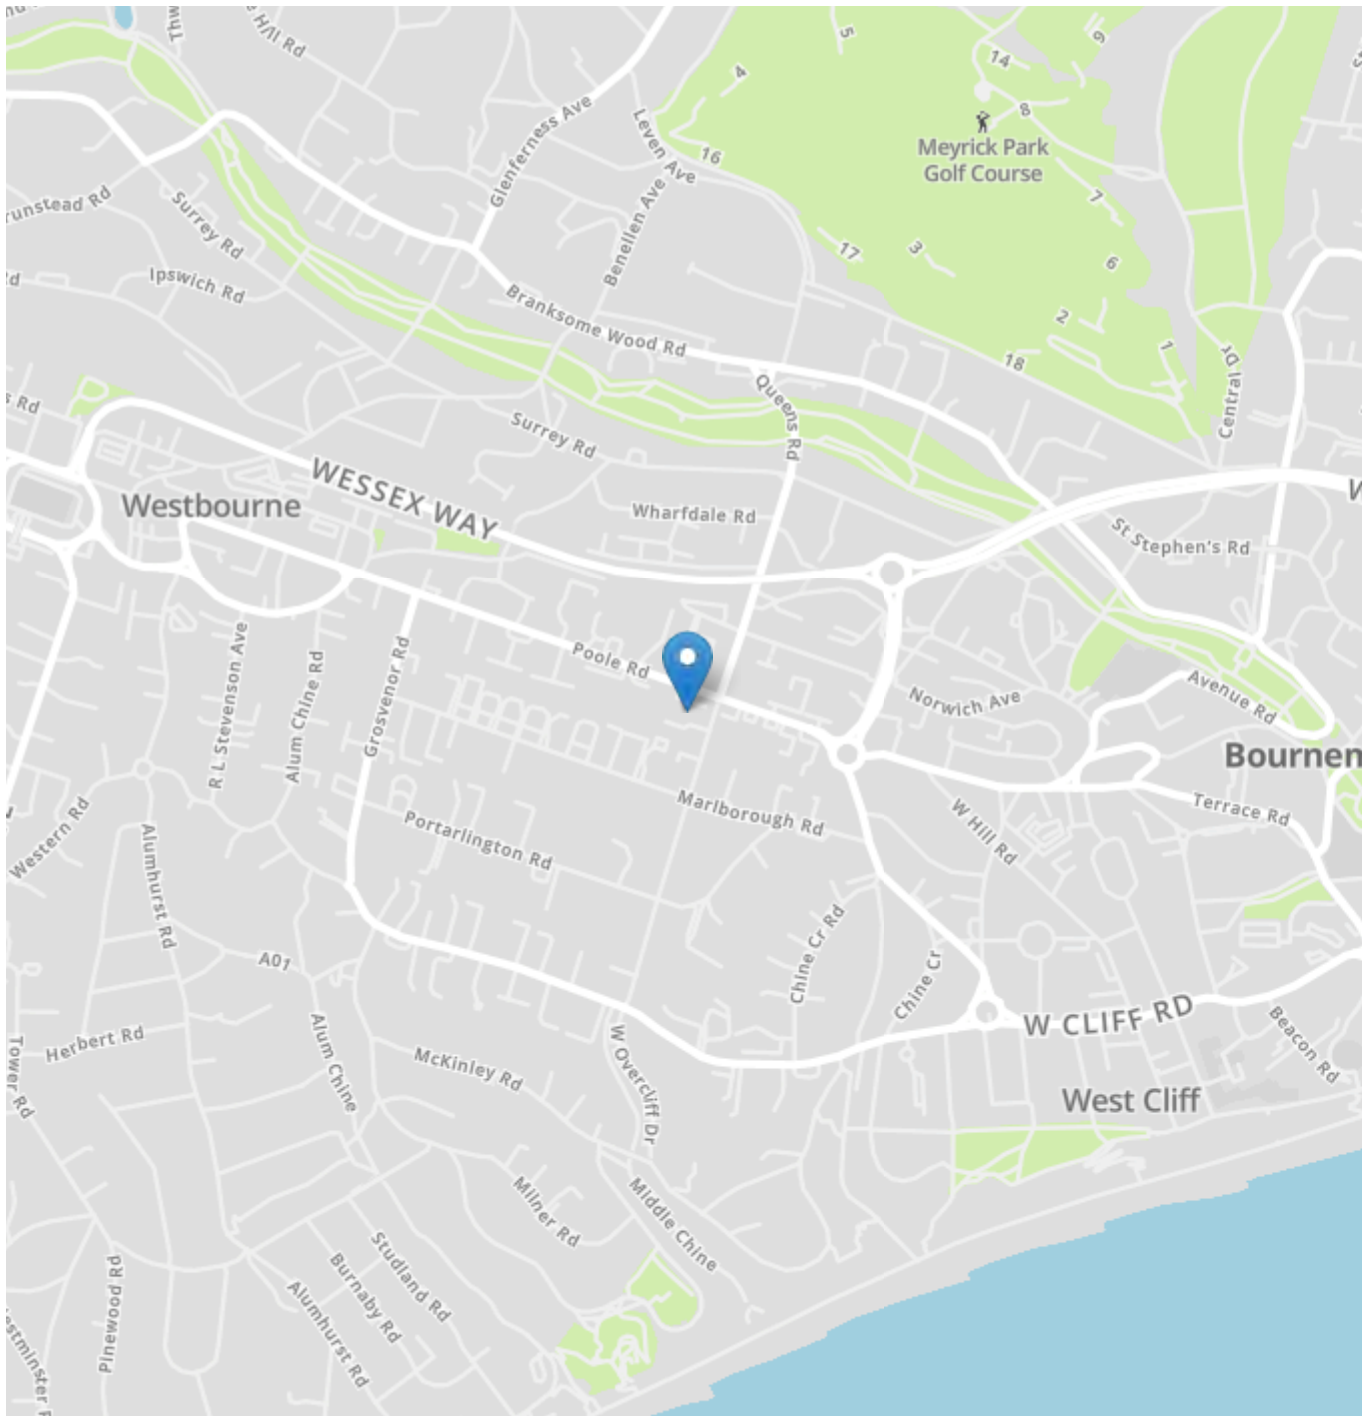 Hill Rd
5
9
14
4
8
Glenferness Ave
Leven Ave
16
Meyrick Park
Golf Course
7
Surrey Rd
Benellen Ave
17
3
6
Ipswich Rd
2
Branksome Wood Rd
1
18
Central Dr
Queens Rd
Surrey Rd
WESSEX WAY
Westbourne
Wharfdale Rd
St Stephen's Rd
Poole Rd
R L Stevenson Ave
Alum Chine Rd
Grosvenor Rd
Norwich Ave
Avenue Rd
Bournem
Marlborough Rd
Terrace Rd
Western Rd
Portarlington Rd
W Hill Rd
Alumhurst Rd
Chine Cr Rd
Chine Cr
A01
W CLIFF RD
Herbert Rd
Alum Chine
W Overcliff Dr
Beacon Rd
Tower Rd
McKinley Rd
West Cliff
Milner Rd
Middle Chine
Studland Rd
Burnaby Rd
Pinewood Rd
Alumhurst Rd